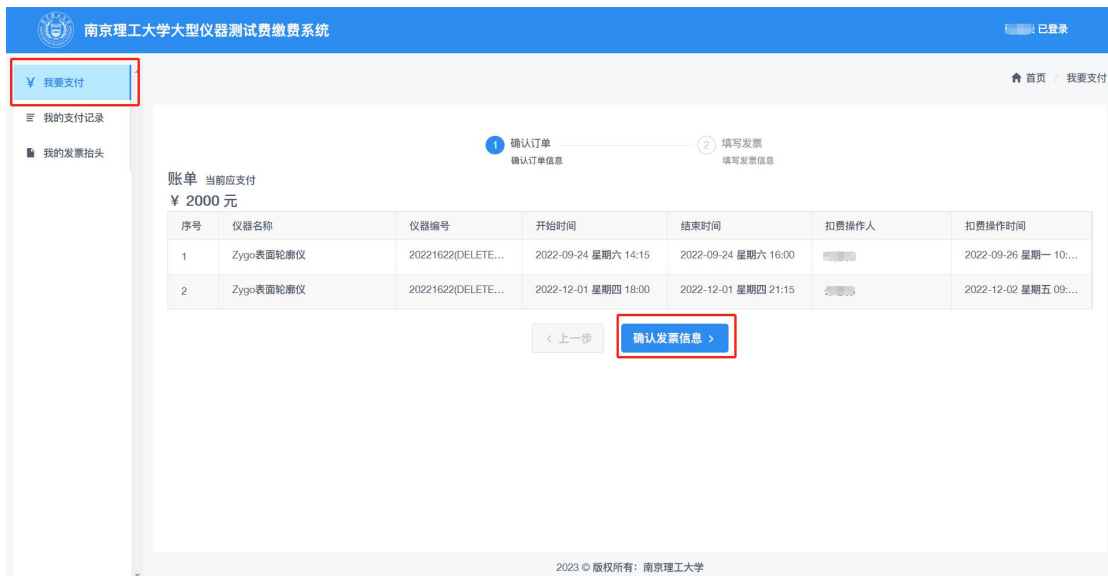 南京理工大学大型仪器测试费缴费系统
已登录
¥ 我要支付
首页 / 我要支付
我的支付记录
我的发票抬头
1 确认订单
确认订单信息
2 填写发票
填写发票信息
账单 当前应支付
¥ 2000 元
序号 仪器名称 仪器编号 开始时间 结束时间 扣费操作人 扣费操作时间
1 Zygo表面轮廓仪 20221622(DELETE... 2022-09-24 星期六 14:15 2022-09-24 星期六 16:00 2022-09-26 星期一 10:...
2 Zygo表面轮廓仪 20221622(DELETE... 2022-12-01 星期四 18:00 2022-12-01 星期四 21:15 2022-12-02 星期五 09:...
< 上一步 确认发票信息 >
2023 © 版权所有：南京理工大学